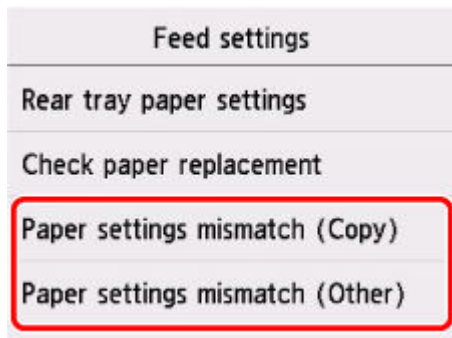 Feed settings
Rear tray paper settings
Check paper replacement
Paper settings mismatch (Copy)
Paper settings mismatch (Other)